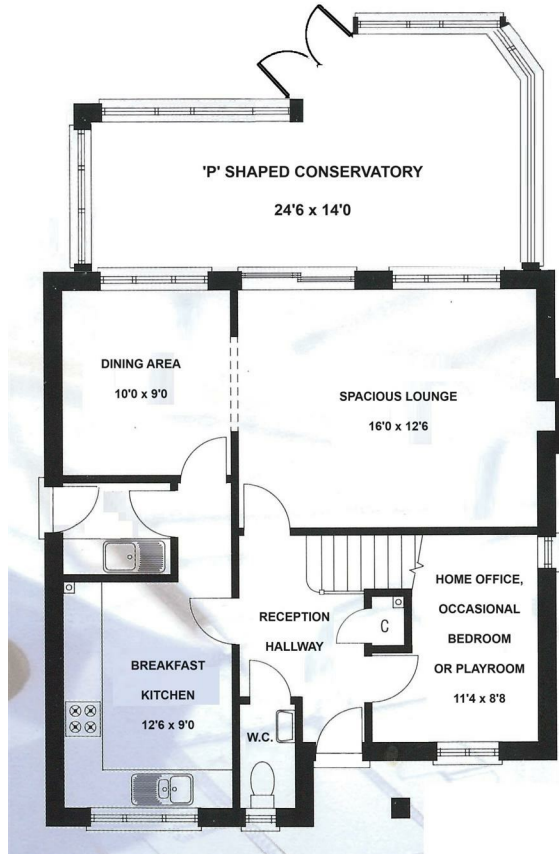 'P' SHAPED CONSERVATORY
24'6 x 14'0
DINING AREA
10'0 x 9'0
SPACIOUS LOUNGE
16'0 x 12'6
HOME OFFICE,
OCCASIONAL
BEDROOM
OR PLAYROOM
11'4 x 8'8
C
RECEPTION
HALLWAY
BREAKFAST
KITCHEN
12'6 x 9'0
W.C.